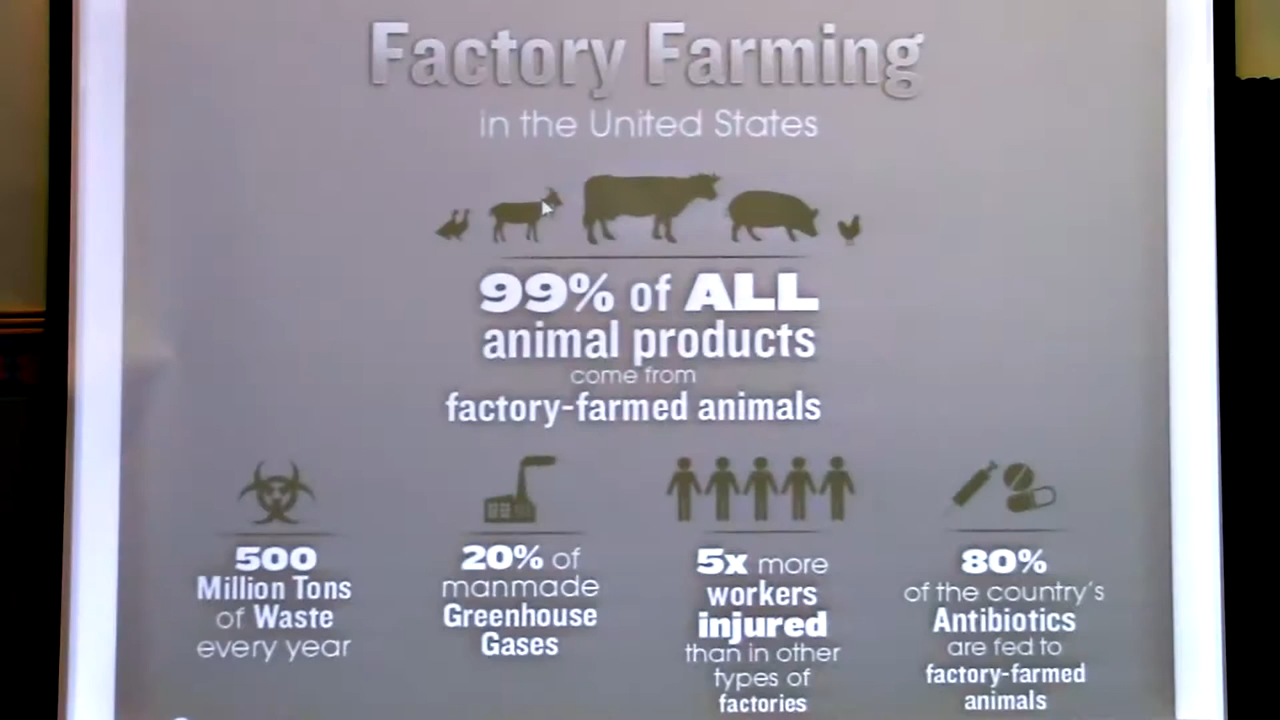 Factory Farming
in the United States
99% of ALL
animal products
come from
factory-farmed animals
500
Million Tons
of Waste
every year
20% of
manmade
Greenhouse
Gases
5x more
workers
injured
than in other
types of
factories
80%
of the country's
Antibiotics
are fed to
factory-farmed
animals